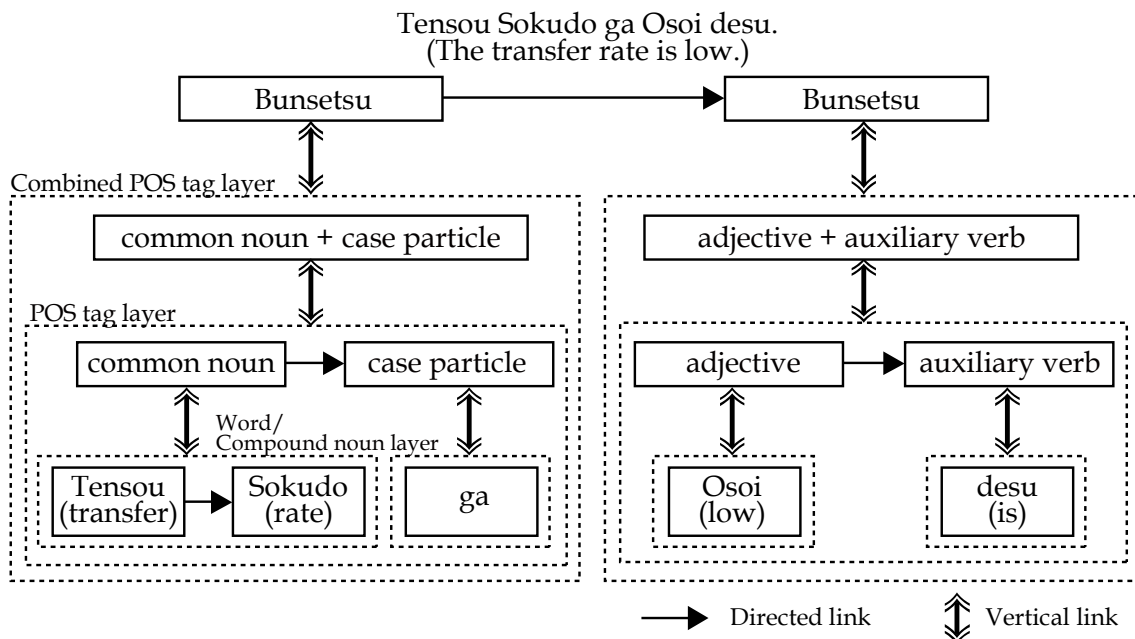 Tensou Sokudo ga Osoi desu.
(The transfer rate is low.)
Bunsetsu
Bunsetsu
Combined POS tag layer
common noun + case particle
adjective + auxiliary verb
POS tag layer
common noun
case particle
adjective
auxiliary verb
Word/
Compound noun layer
Tensou
(transfer)
Sokudo
(rate)
ga
Osoi
(low)
desu
(is)
Directed link
Vertical link